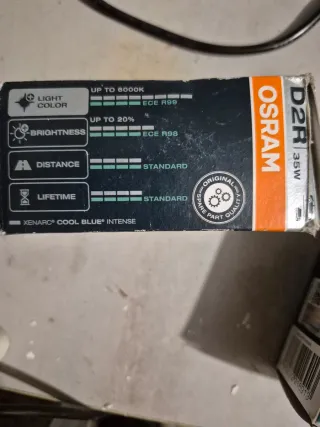 UP TO 6000K
LIGHT COLOR
ECE R99
UP TO 20%
BRIGHTNESS
ECE R98
DISTANCE
STANDARD
LIFETIME
STANDARD
XENARC® COOL BLUE® INTENSE
ORIGINAL
SPARE PART QUALITY
OSRAM
D2R
35W